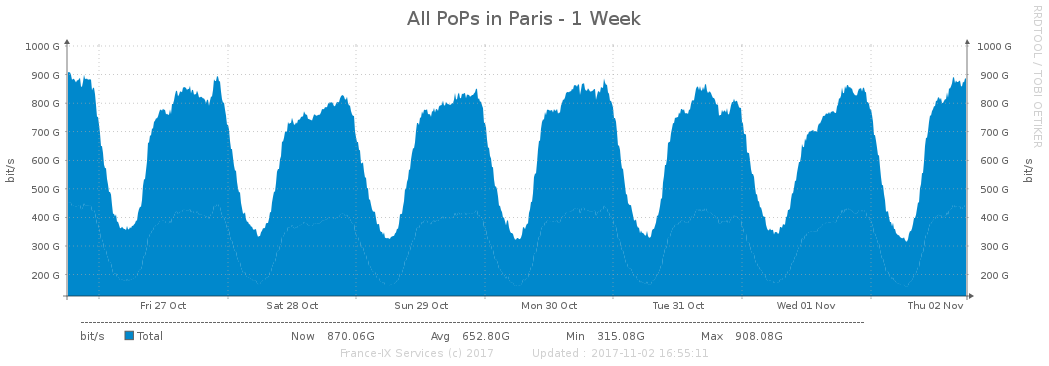 All PoPs in Paris - 1 Week
RRDTOOL / TOBI OETIKER
1000 G 1000 G
900 G 900 G
800 G 800 G
700 G 700 G
600 G 600 G
500 G 500 G
400 G 400 G
300 G 300 G
200 G 200 G
bit/s bit/s
Fri 27 Oct Sat 28 Oct Sun 29 Oct Mon 30 Oct Tue 31 Oct Wed 01 Nov Thu 02 Nov
bit/s Total Now 870.06G Avg 652.80G Min 315.08G Max 908.08G
France-IX Services (c) 2017 Updated : 2017-11-02 16:55:11